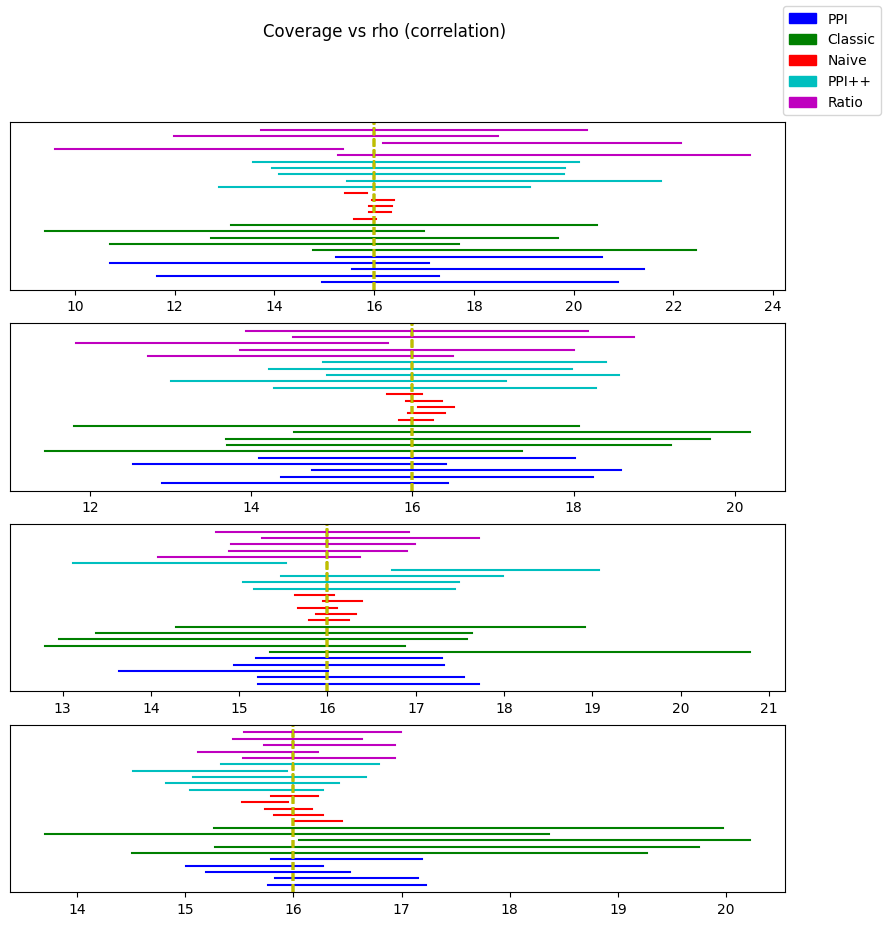 Coverage vs rho (correlation)
PPI
Classic
Naive
PPI++
Ratio
10 12 14 16 18 20 22 24
12 14 16 18 20
13 14 15 16 17 18 19 20 21
14 15 16 17 18 19 20